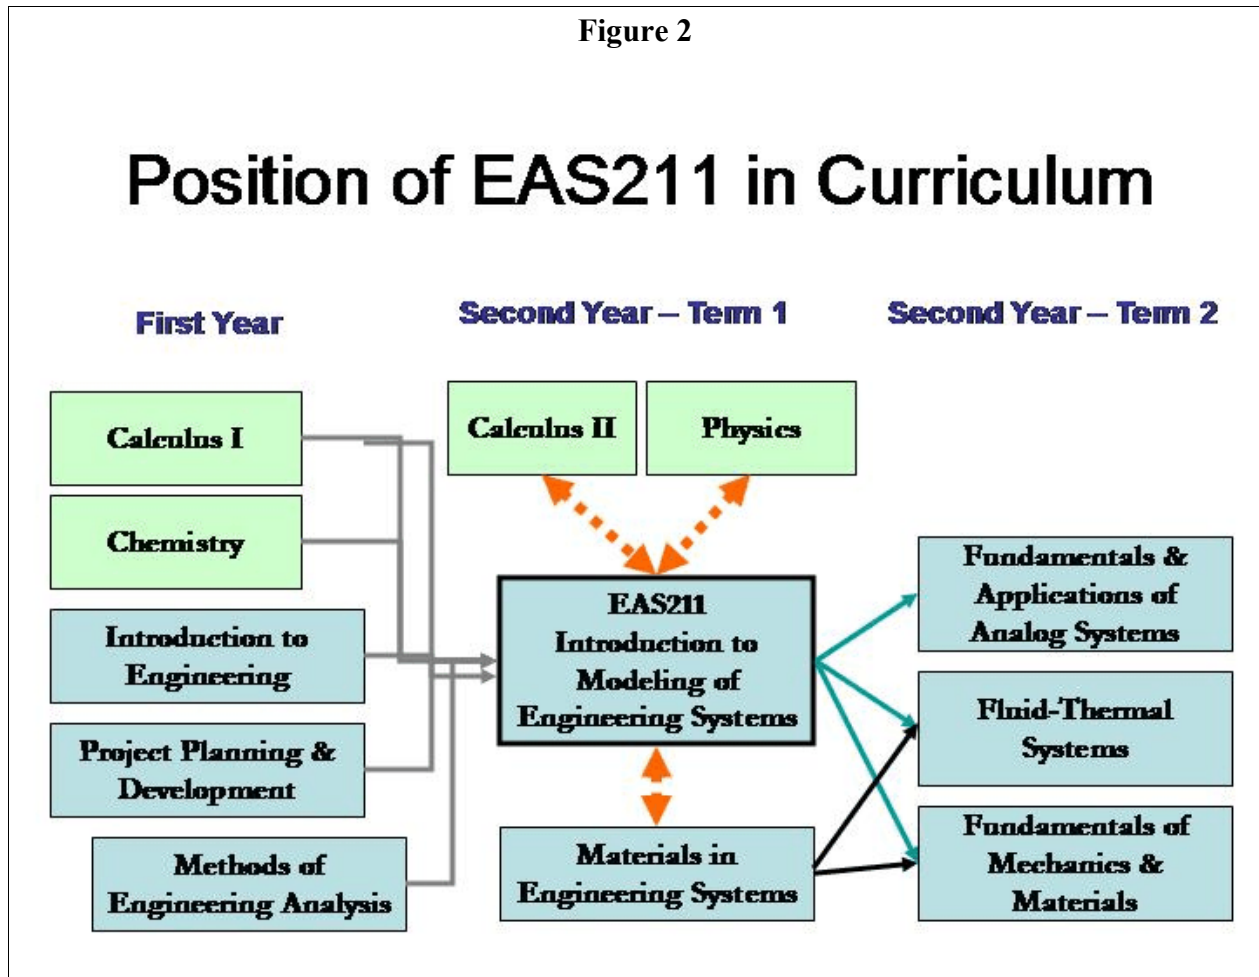 Figure 2
Position of EAS211 in Curriculum
First Year
Second Year – Term 1
Second Year – Term 2
Calculus I
Chemistry
Introduction to
Engineering
Project Planning &
Development
Methods of
Engineering Analysis
Calculus II
Physics
EAS211
Introduction to
Modeling of
Engineering Systems
Materials in
Engineering Systems
Fundamentals &
Applications of
Analog Systems
Fluid-Thermal
Systems
Fundamentals of
Mechanics &
Materials